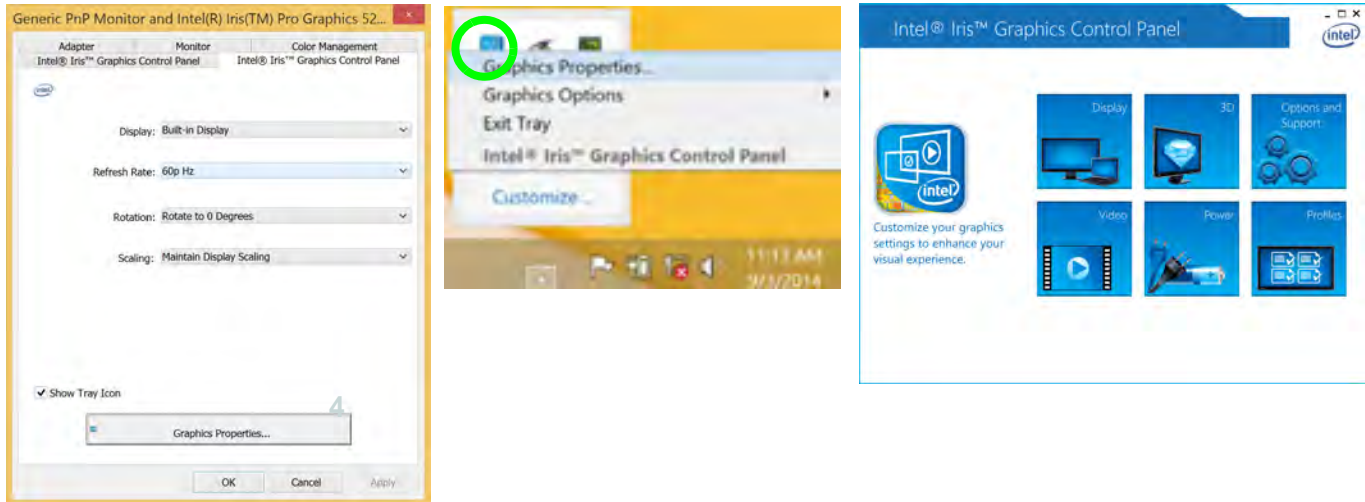 Generic PnP Monitor and Intel(R) Iris(TM) Pro Graphics 52...
Adapter Monitor Color Management
Intel® Iris™ Graphics Control Panel Intel® Iris™ Graphics Control Panel
intel
Display: Built-in Display
Refresh Rate: 60p Hz
Rotation: Rotate to 0 Degrees
Scaling: Maintain Display Scaling
Show Tray Icon
4
Graphics Properties...
OK Cancel Apply
Graphics Properties...
Graphics Options
Exit Tray
Intel® Iris™ Graphics Control Panel
Customize...
11:13 AM
9/3/2014
Intel® Iris™ Graphics Control Panel
intel
Display 3D Options and
Support
intel
Customize your graphics
settings to enhance your
visual experience.
Video Power Profiles